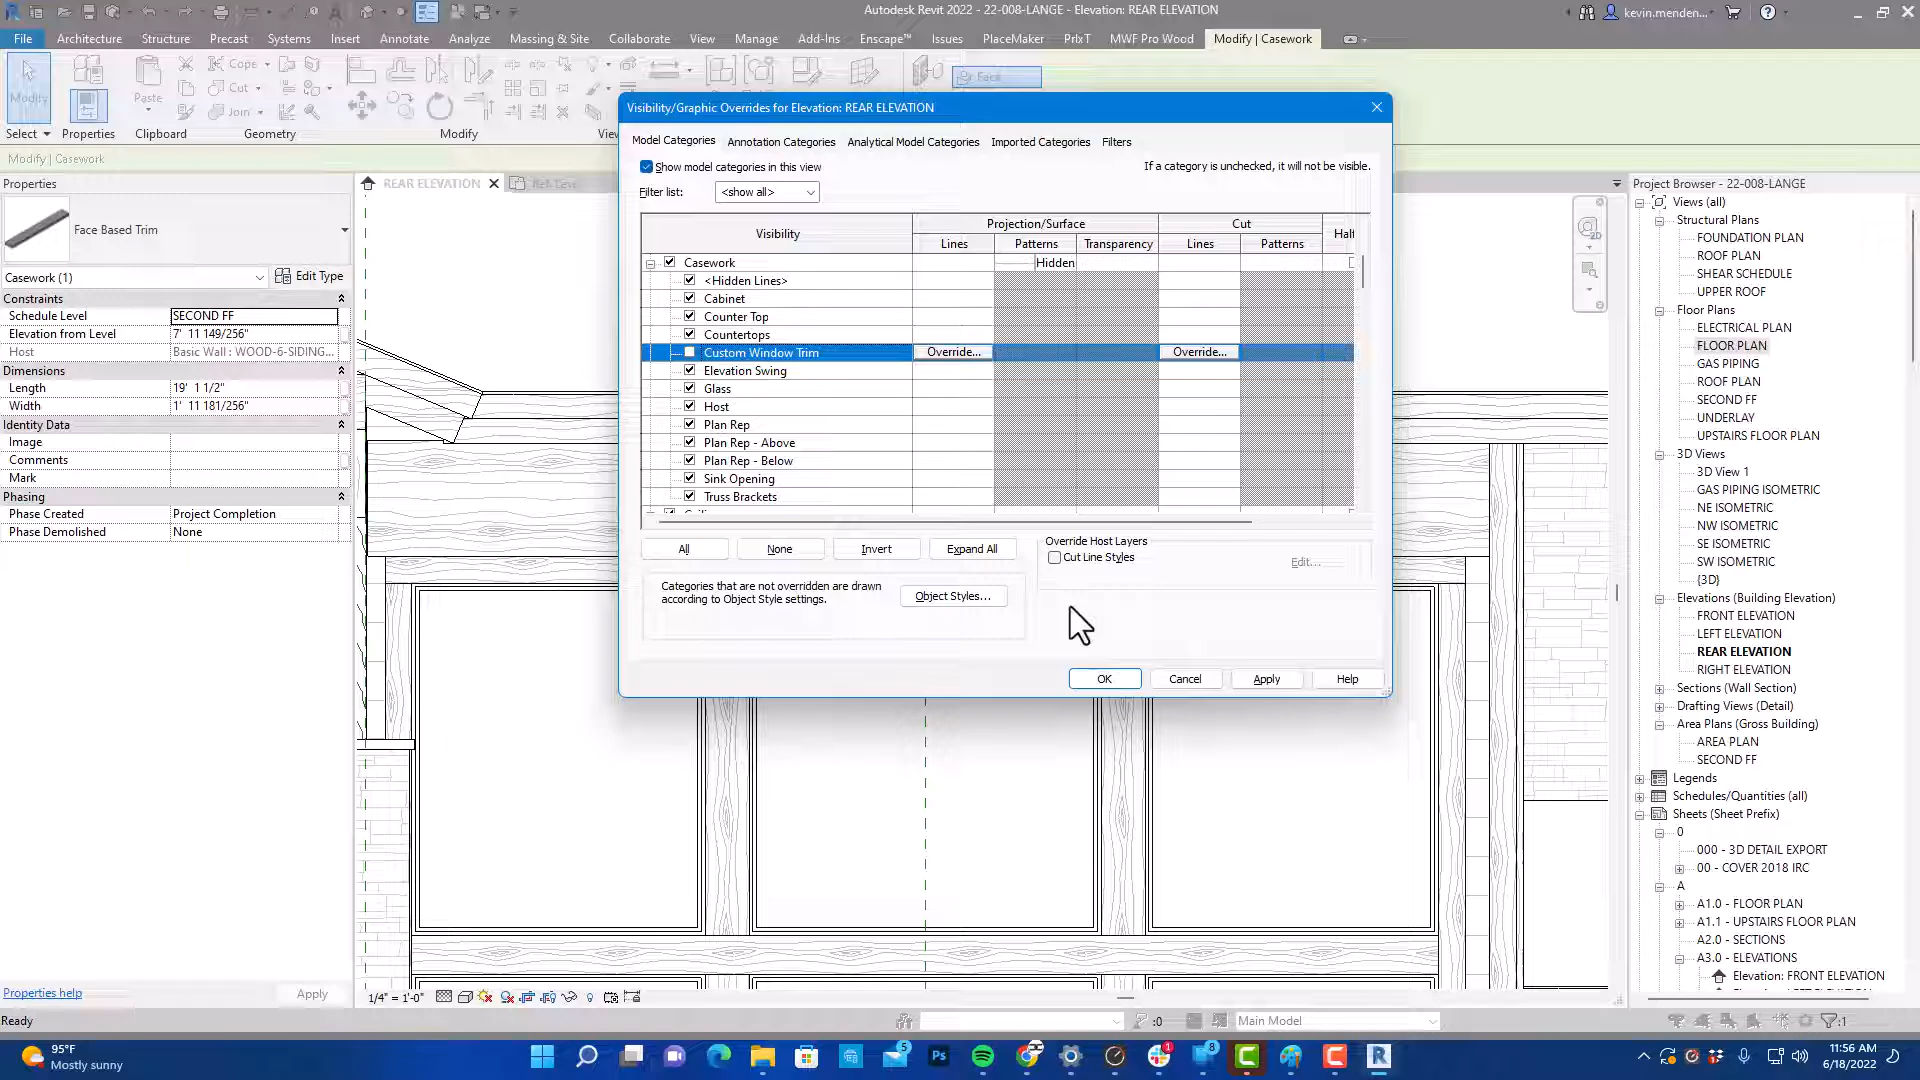 Autodesk Revit 2022 - 22-008-LANGE - Elevation: REAR ELEVATION
kevin.menden...
File Architecture Structure Precast Systems Insert Annotate Analyze Massing & Site Collaborate View Manage Add-Ins Enscape™ Issues PlaceMaker PrixT MWF Pro Wood Modify | Casework
Modify
Paste
Cope
Cut
Join
Select Properties Clipboard Geometry Modify
Modify | Casework
Properties
Face Based Trim
Casework (1)
Edit Type
Constraints
Schedule Level SECOND FF
Elevation from Level 7' 11 149/256"
Host Basic Wall : WOOD-6-SIDING...
Dimensions
Length 19' 1 1/2"
Width 1' 11 181/256"
Identity Data
Image
Comments
Mark
Phasing
Phase Created Project Completion
Phase Demolished None
Properties help
Apply
REAR ELEVATION
Visibility/Graphic Overrides for Elevation: REAR ELEVATION
Model Categories Annotation Categories Analytical Model Categories Imported Categories Filters
Show model categories in this view
If a category is unchecked, it will not be visible.
Filter list: <show all>
Visibility Projection/Surface Cut
Lines Patterns Transparency Lines Patterns
Casework Hidden
<Hidden Lines>
Cabinet
Counter Top
Countertops
Custom Window Trim Override... Override...
Elevation Swing
Glass
Host
Plan Rep
Plan Rep - Above
Plan Rep - Below
Sink Opening
Truss Brackets
All None Invert Expand All
Override Host Layers
Cut Line Styles
Edit...
Categories that are not overridden are drawn
according to Object Style settings.
Object Styles...
OK Cancel Apply Help
Project Browser - 22-008-LANGE
Views (all)
Structural Plans
FOUNDATION PLAN
ROOF PLAN
SHEAR SCHEDULE
UPPER ROOF
Floor Plans
ELECTRICAL PLAN
FLOOR PLAN
GAS PIPING
ROOF PLAN
SECOND FF
UNDERLAY
UPSTAIRS FLOOR PLAN
3D Views
3D View 1
GAS PIPING ISOMETRIC
NE ISOMETRIC
NW ISOMETRIC
SE ISOMETRIC
SW ISOMETRIC
{3D}
Elevations (Building Elevation)
FRONT ELEVATION
LEFT ELEVATION
REAR ELEVATION
RIGHT ELEVATION
Sections (Wall Section)
Drafting Views (Detail)
Area Plans (Gross Building)
AREA PLAN
SECOND FF
Legends
Schedules/Quantities (all)
Sheets (Sheet Prefix)
0
000 - 3D DETAIL EXPORT
00 - COVER 2018 IRC
A
A1.0 - FLOOR PLAN
A1.1 - UPSTAIRS FLOOR PLAN
A2.0 - SECTIONS
A3.0 - ELEVATIONS
Elevation: FRONT ELEVATION
1/4" = 1'-0"
Ready
:0
Main Model
:1
95°F
Mostly sunny
5
Ps
1
8
11:56 AM
6/18/2022